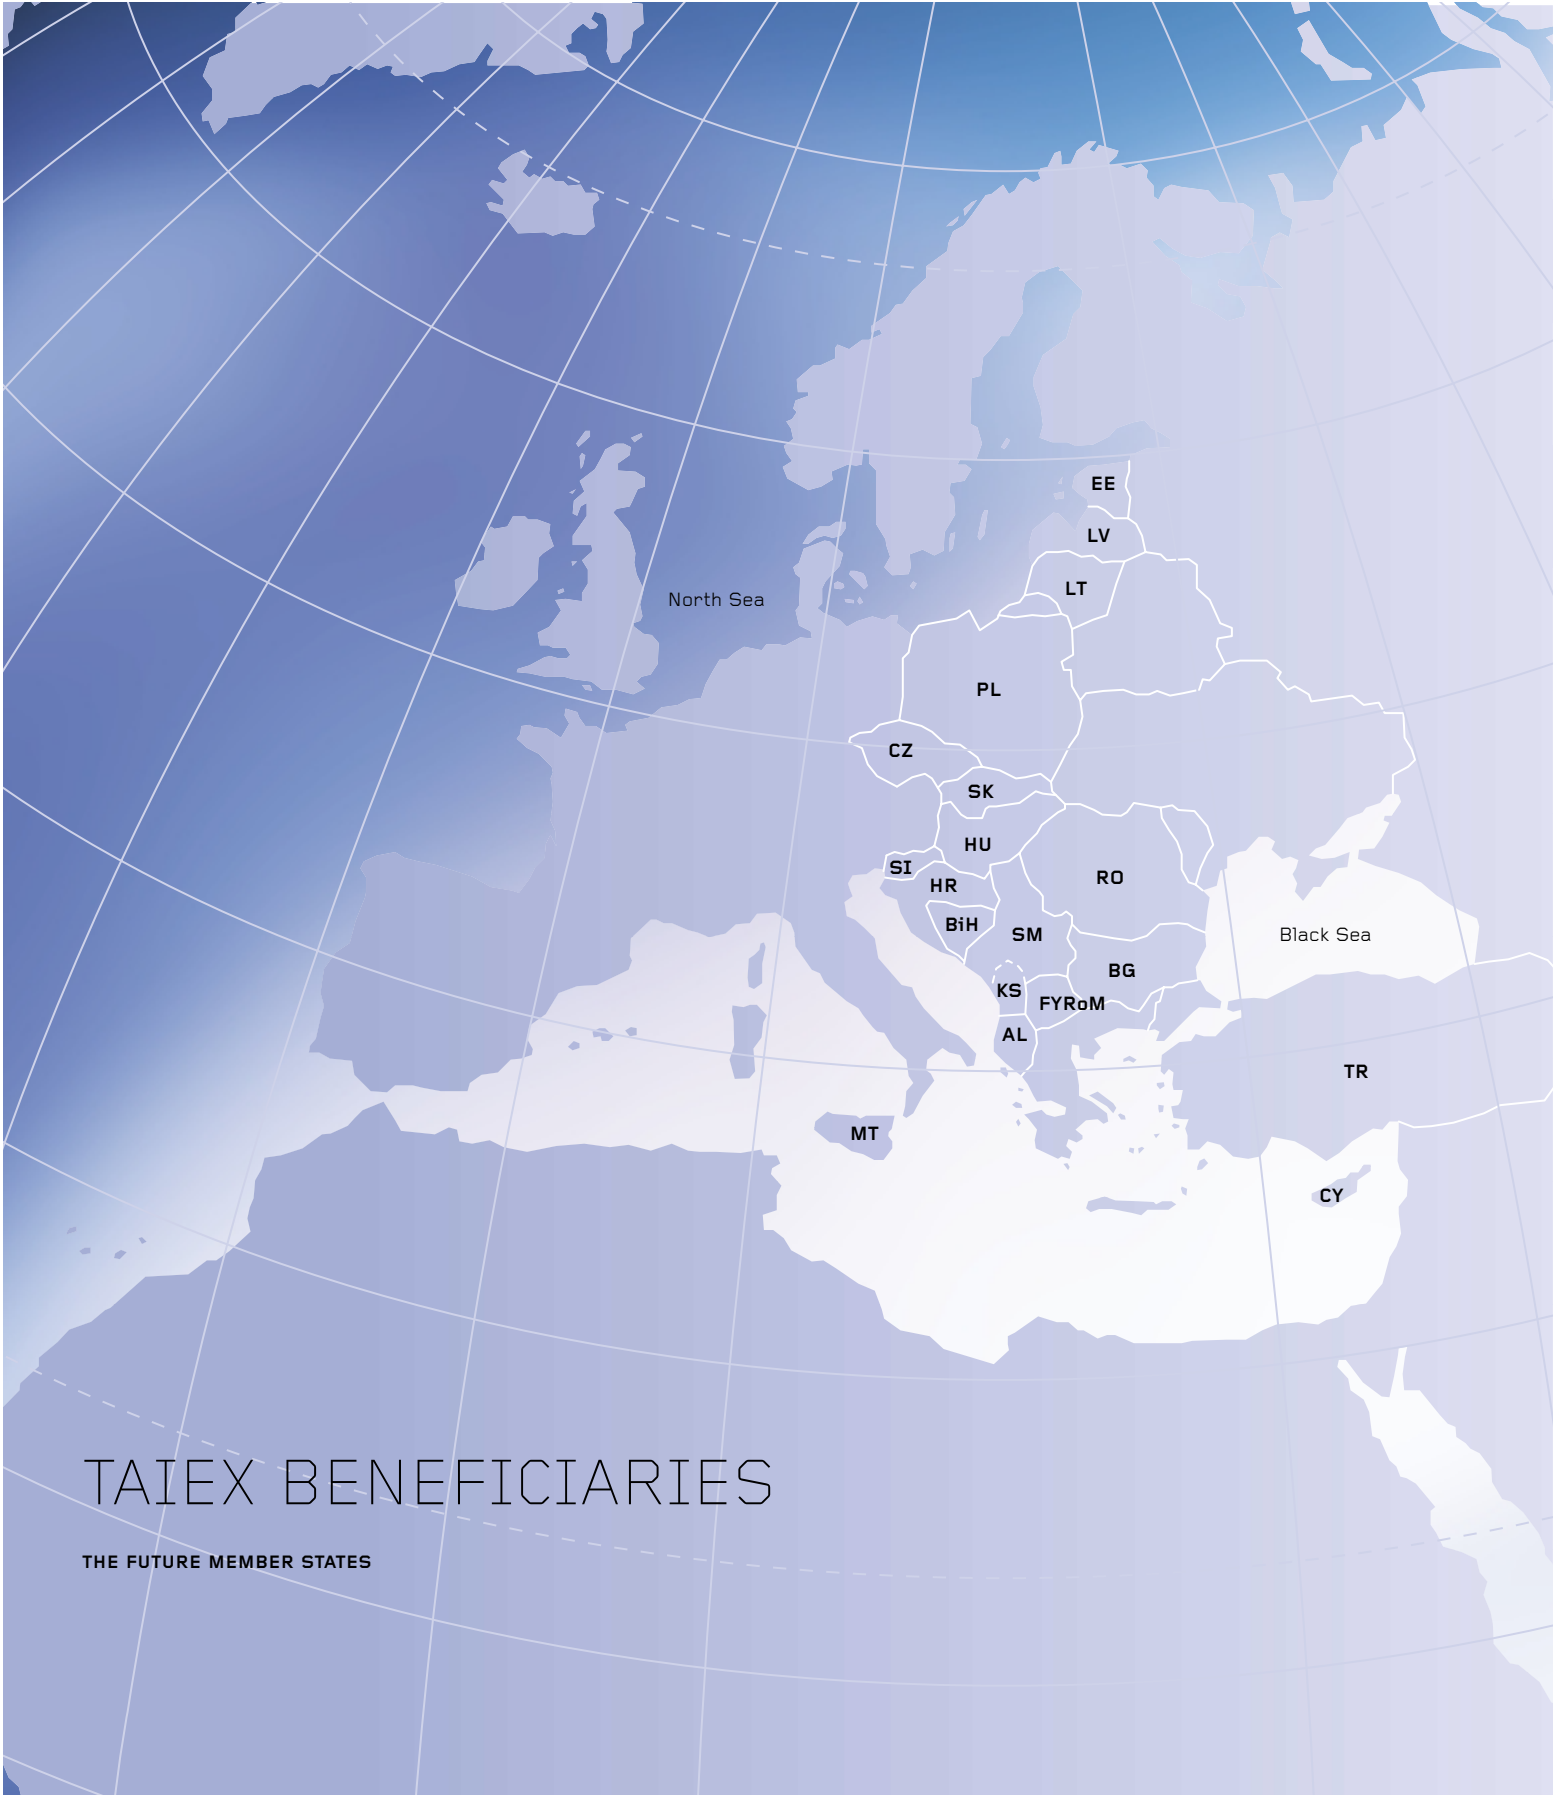 EE
LV
North Sea
LT
PL
CZ
SK
HU
SI
HR
RO
BiH
SM
Black Sea
BG
KS
FYRoM
AL
TR
MT
CY
TAIEX BENEFICIARIES
THE FUTURE MEMBER STATES